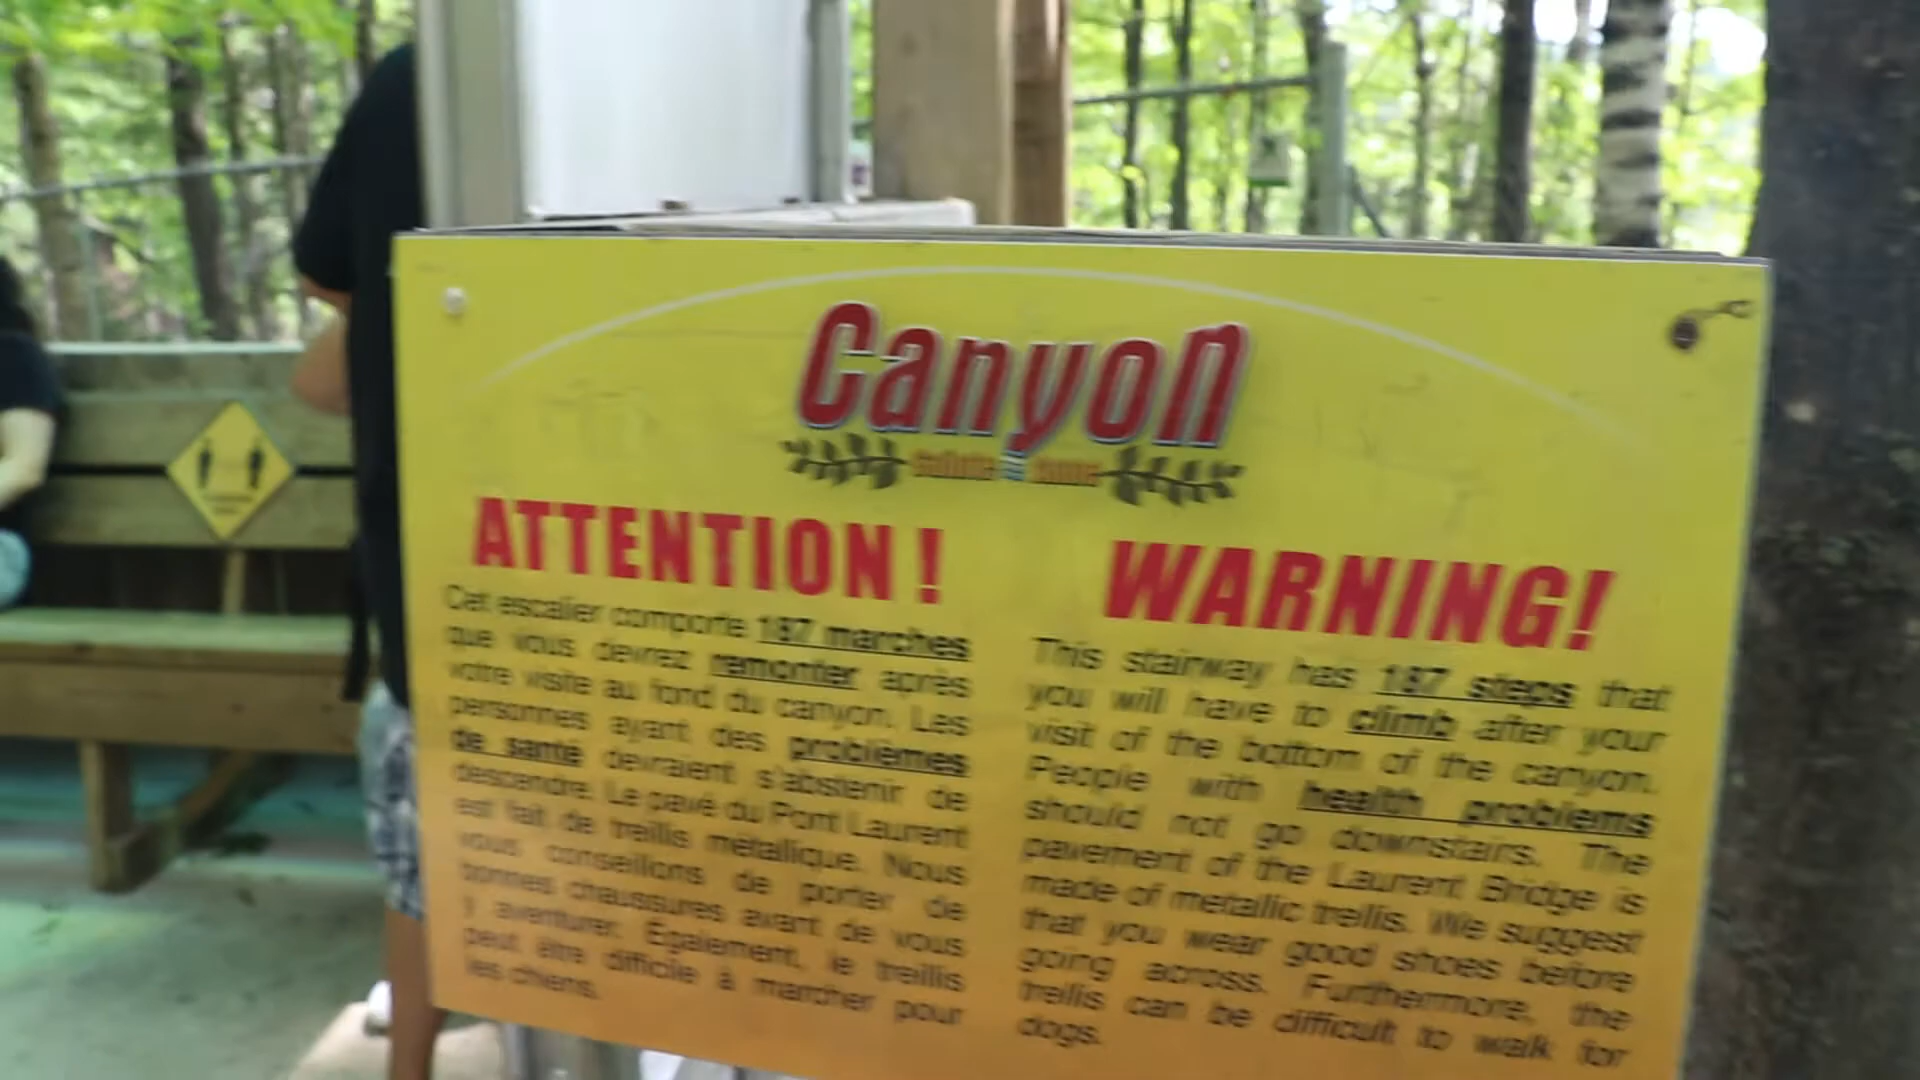 Canyon
ATTENTION !
Cet escalier comporte 187 marches
que vous devrez remonter après
votre visite au fond du canyon. Les
personnes ayant des problèmes
de santé devraient s'abstenir de
descendre. Le pavé du Pont Laurent
est fait de treillis métallique. Nous
vous conseillons de porter de
bonnes chaussures avant de vous
y aventurer. Également, le treillis
peut être difficile à marcher pour
les chiens.
WARNING!
This stairway has 187 steps that
you will have to climb after your
visit of the bottom of the canyon.
People with health problems
should not go downstairs. The
pavement of the Laurent Bridge is
made of metallic trellis. We suggest
that you wear good shoes before
going across. Furthermore, the
trellis can be difficult to walk for
dogs.